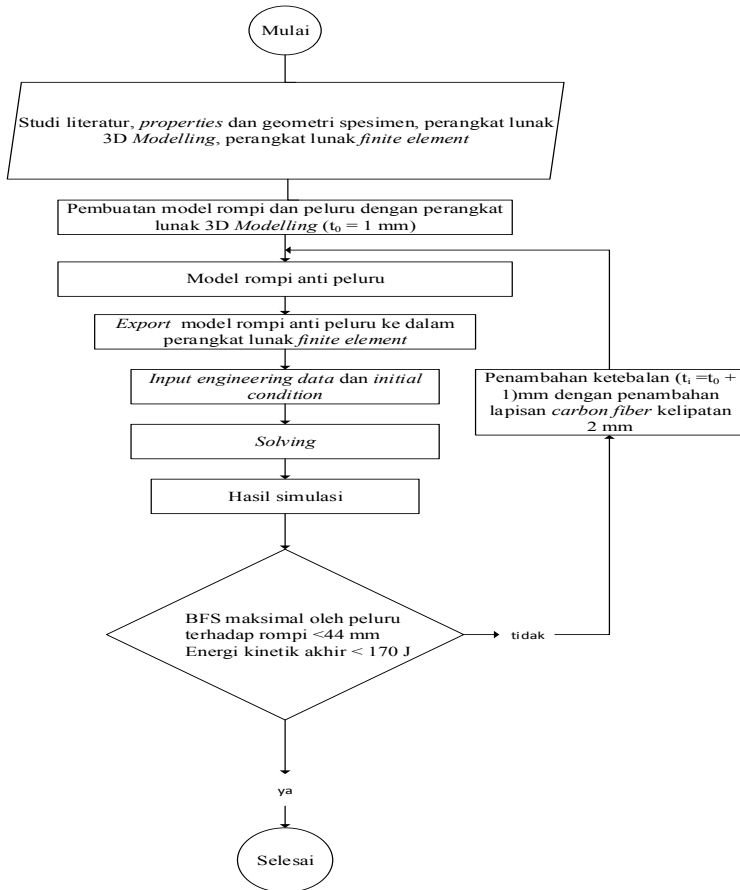 Mulai
Studi literatur, properties dan geometri spesimen, perangkat lunak
3D Modelling, perangkat lunak finite element
Pembuatan model rompi dan peluru dengan perangkat
lunak 3D Modelling (t₀ = 1 mm)
Model rompi anti peluru
Export model rompi anti peluru ke dalam
perangkat lunak finite element
Input engineering data dan initial
condition
Penambahan ketebalan (tᵢ =t₀ +
1)mm dengan penambahan
lapisan carbon fiber kelipatan
2 mm
Solving
Hasil simulasi
BFS maksimal oleh peluru
terhadap rompi <44 mm
Energi kinetik akhir < 170 J
tidak
ya
Selesai